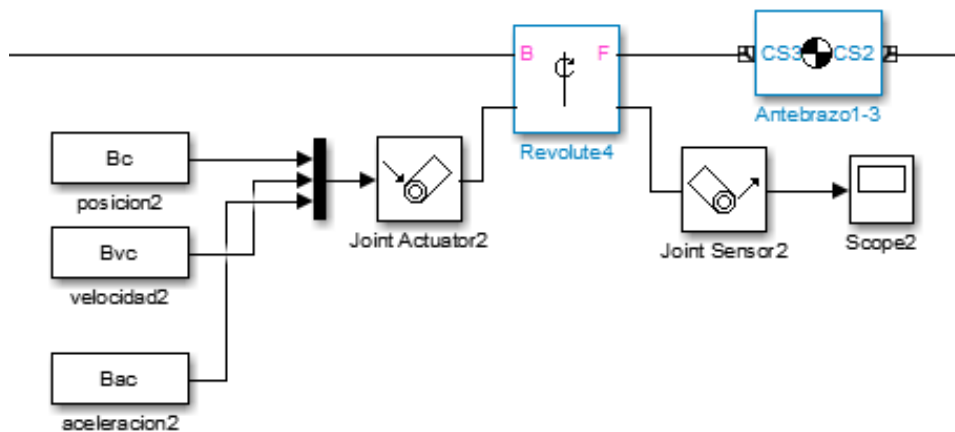 B F
CS3 CS2
Antebrazo1-3
Revolute4
Bc
posicion2
Joint Actuator2
Joint Sensor2
Scope2
Bvc
velocidad2
Bac
aceleracion2